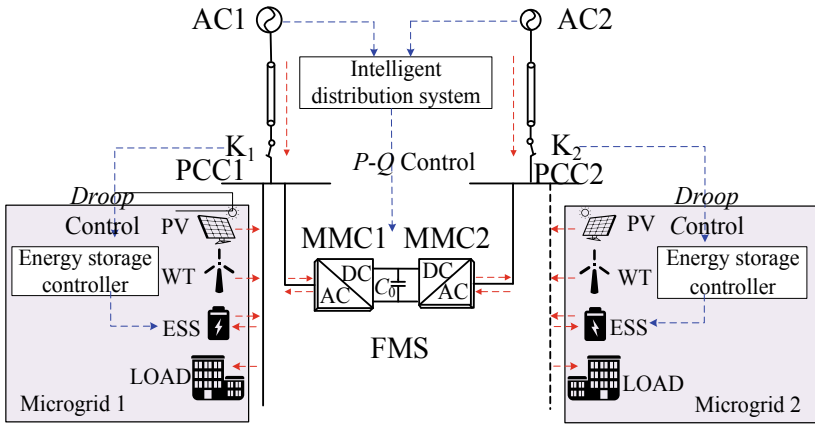 AC1
AC2
Intelligent
distribution system
K1
K2
PCC1
P-Q Control
PCC2
Droop
Control
Droop
Control
PV
PV
MMC1
MMC2
Energy storage
controller
Energy storage
controller
WT
WT
DC
AC
C0
DC
AC
ESS
ESS
FMS
LOAD
LOAD
Microgrid 1
Microgrid 2